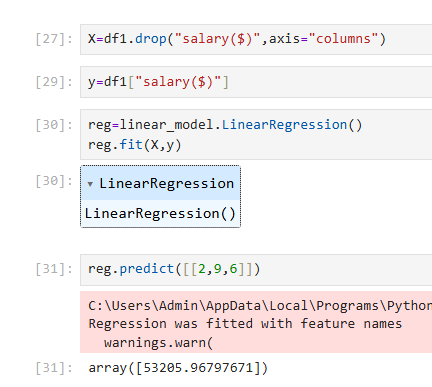 [27]: X=df1.drop("salary($)",axis="columns")
[29]: y=df1["salary($)"]
[30]: reg=linear_model.LinearRegression()
reg.fit(X,y)
[30]: ▾ LinearRegression
LinearRegression()
[31]: reg.predict([[2,9,6]])
C:\Users\Admin\AppData\Local\Programs\Python
Regression was fitted with feature names
warnings.warn(
[31]: array([53205.96797671])